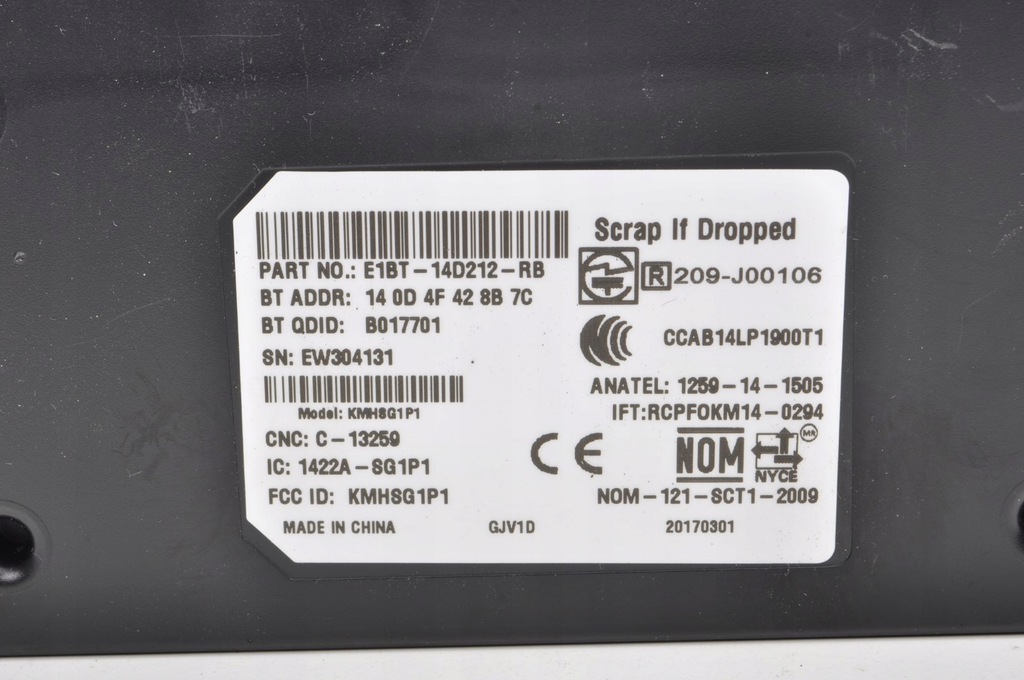 PART NO.: E1BT-14D212-RB
BT ADDR: 14 0D 4F 42 8B 7C
BT QDID: B017701
SN: EW304131
Model: KMHSG1P1
CNC: C-13259
IC: 1422A-SG1P1
FCC ID: KMHSG1P1
MADE IN CHINA
GJV1D
Scrap If Dropped
R 209-J00106
CCAB14LP1900T1
ANATEL: 1259-14-1505
IFT:RCPFOKM14-0294
CE
NOM
NYCE
MR
NOM-121-SCT1-2009
20170301